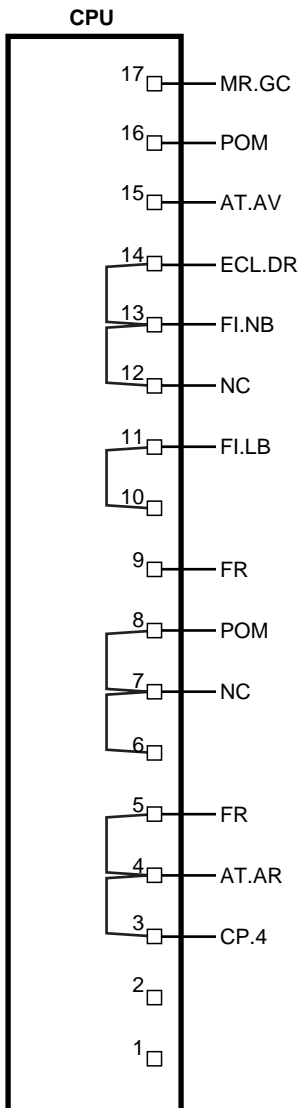 CPU
17 MR.GC
16 POM
15 AT.AV
14 ECL.DR
13 FI.NB
12 NC
11 FI.LB
10
9 FR
8 POM
7 NC
6
5 FR
4 AT.AR
3 CP.4
2
1